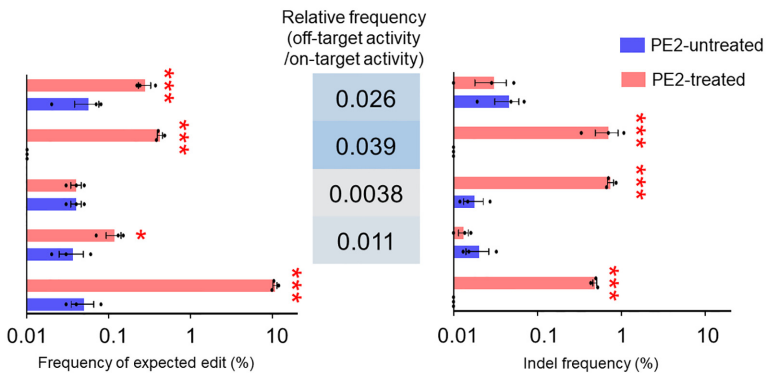 Relative frequency
(off-target activity
/on-target activity)
PE2-untreated
PE2-treated
***
0.026
***
0.039
***
0.0038
***
*
0.011
***
***
0.01 0.1 1 10
Frequency of expected edit (%)
0.01 0.1 1 10
Indel frequency (%)